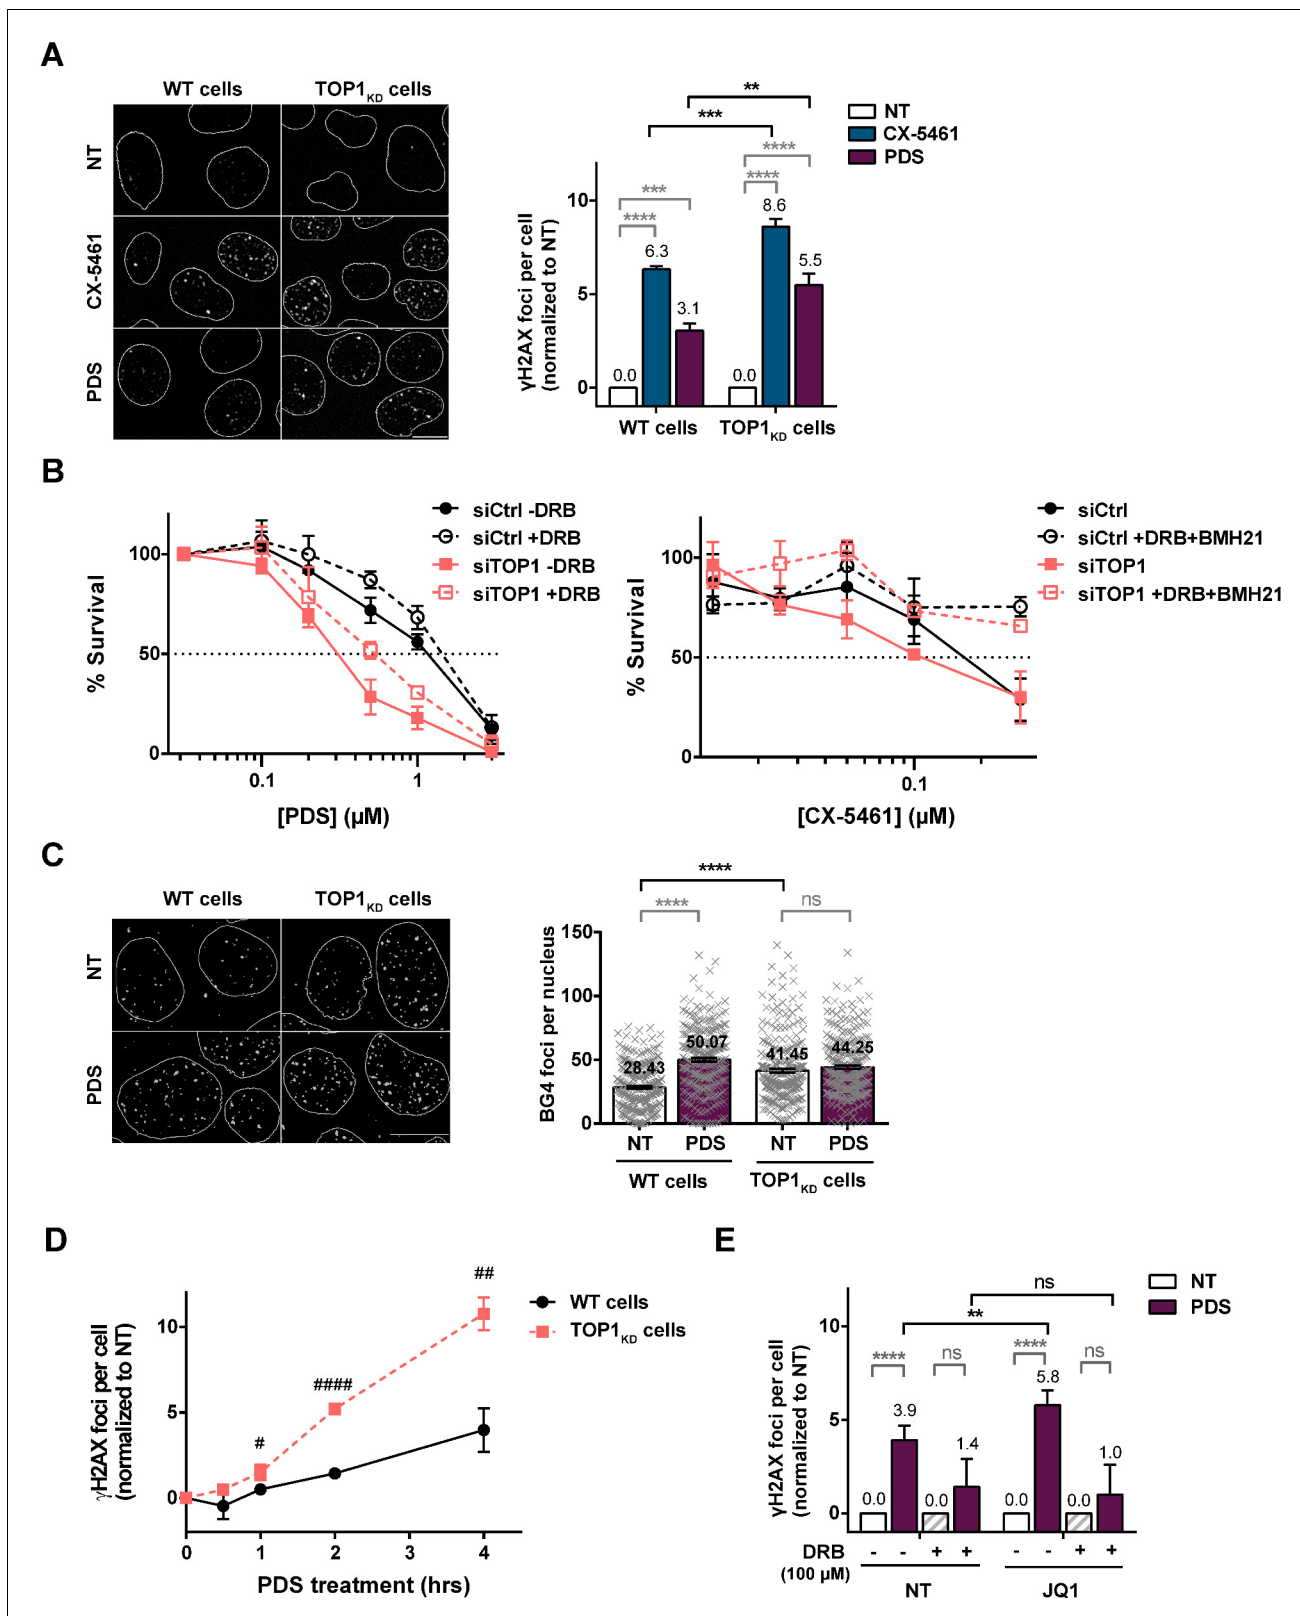 A
WT cells
TOP1KD cells
NT
CX-5461
PDS
**
***
NT
CX-5461
PDS
****
****
***
****
8.6
6.3
5.5
3.1
0.0
0.0
10
5
0
γH2AX foci per cell
(normalized to NT)
WT cells
TOP1KD cells
B
siCtrl -DRB
siCtrl +DRB
siTOP1 -DRB
siTOP1 +DRB
100
50
0
% Survival
0.1
1
[PDS] (µM)
siCtrl
siCtrl +DRB+BMH21
siTOP1
siTOP1 +DRB+BMH21
100
50
0
% Survival
0.1
[CX-5461] (µM)
C
WT cells
TOP1KD cells
NT
PDS
****
****
ns
150
100
50
0
BG4 foci per nucleus
28.43
50.07
41.45
44.25
NT
PDS
NT
PDS
WT cells
TOP1KD cells
D
##
####
#
WT cells
TOP1KD cells
10
5
0
γH2AX foci per cell
(normalized to NT)
0
1
2
3
4
PDS treatment (hrs)
E
ns
**
NT
PDS
****
ns
****
ns
10
5
0
γH2AX foci per cell
(normalized to NT)
0.0
3.9
0.0
1.4
0.0
5.8
0.0
1.0
DRB
(100 µM)
- - + + - - + +
NT
JQ1